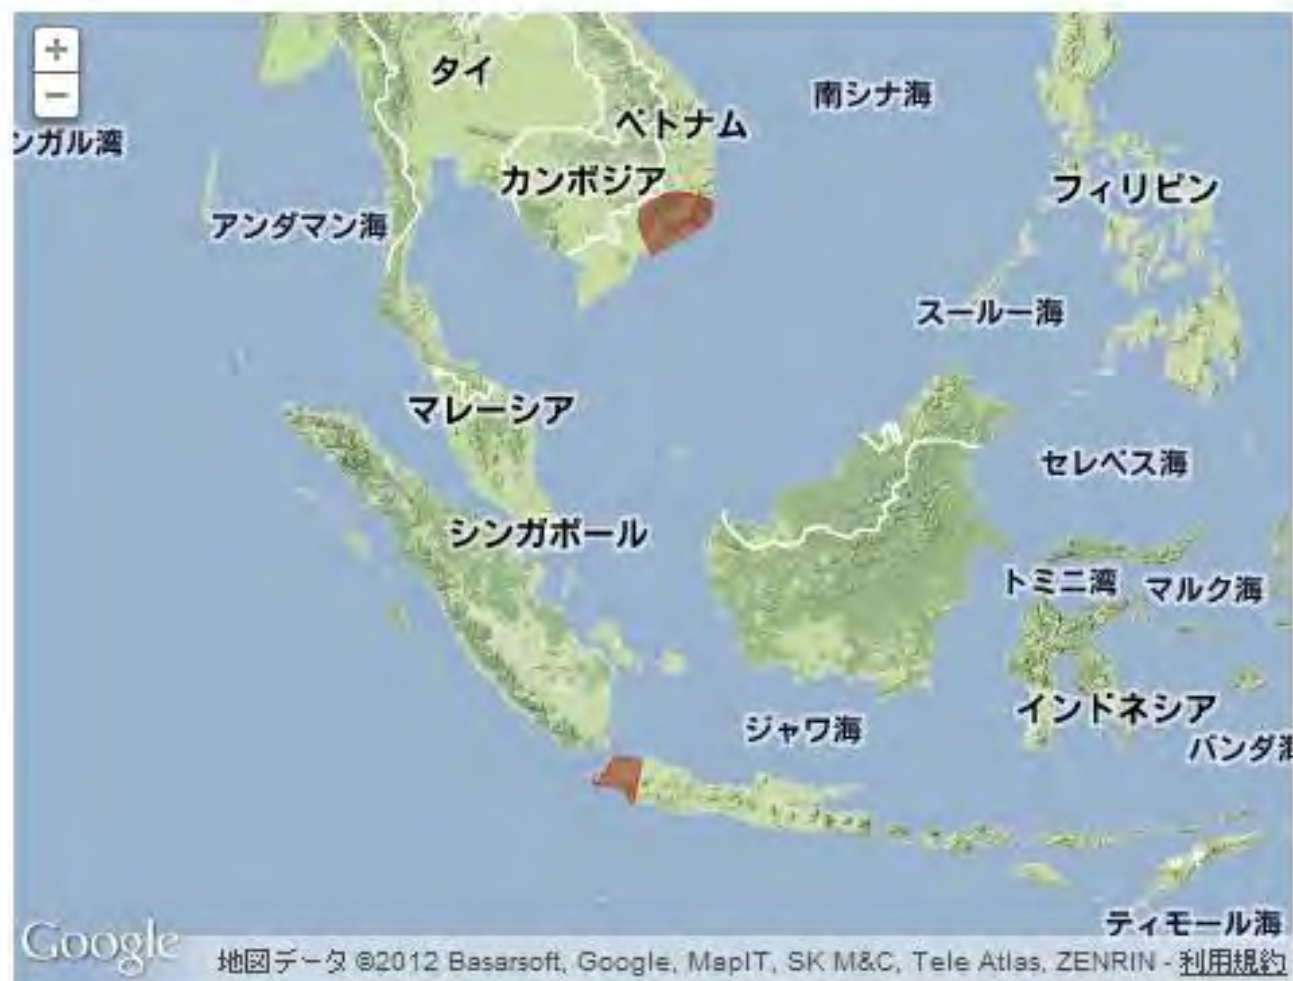 +
タイ
南シナ海
ベトナム
−
ンガル湾
カンボジア
フィリピン
アンダマン海
スールー海
マレーシア
セレベス海
シンガポール
トミニ湾
マルク海
インドネシア
ジャワ海
バンダ海
ティモール海
Google
地図データ ©2012 Basarsoft, Google, MapIT, SK M&C, Tele Atlas, ZENRIN - 利用規約